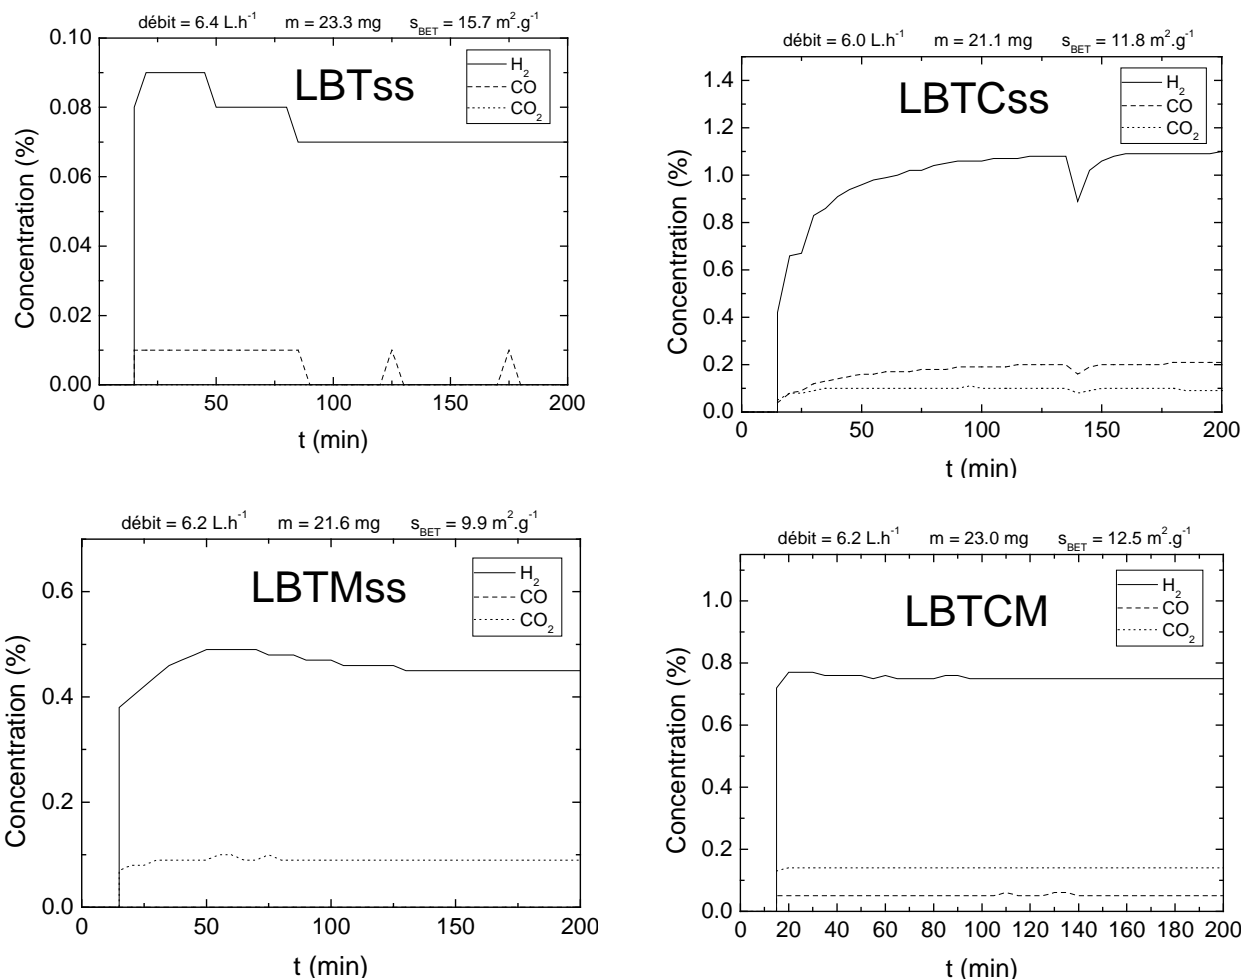 débit = 6.4 L.h-1 m = 23.3 mg sBET = 15.7 m2.g-1
LBTss
H2
CO
CO2
0.10
0.08
0.06
0.04
0.02
0.00
Concentration (%)
0 50 100 150 200
t (min)
débit = 6.0 L.h-1 m = 21.1 mg sBET = 11.8 m2.g-1
LBTCss
H2
CO
CO2
1.4
1.2
1.0
0.8
0.6
0.4
0.2
0.0
Concentration (%)
0 50 100 150 200
t (min)
débit = 6.2 L.h-1 m = 21.6 mg sBET = 9.9 m2.g-1
LBTMss
H2
CO
CO2
0.6
0.4
0.2
0.0
Concentration (%)
0 50 100 150 200
t (min)
débit = 6.2 L.h-1 m = 23.0 mg sBET = 12.5 m2.g-1
LBTCM
H2
CO
CO2
1.0
0.8
0.6
0.4
0.2
0.0
Concentration (%)
0 20 40 60 80 100 120 140 160 180 200
t (min)